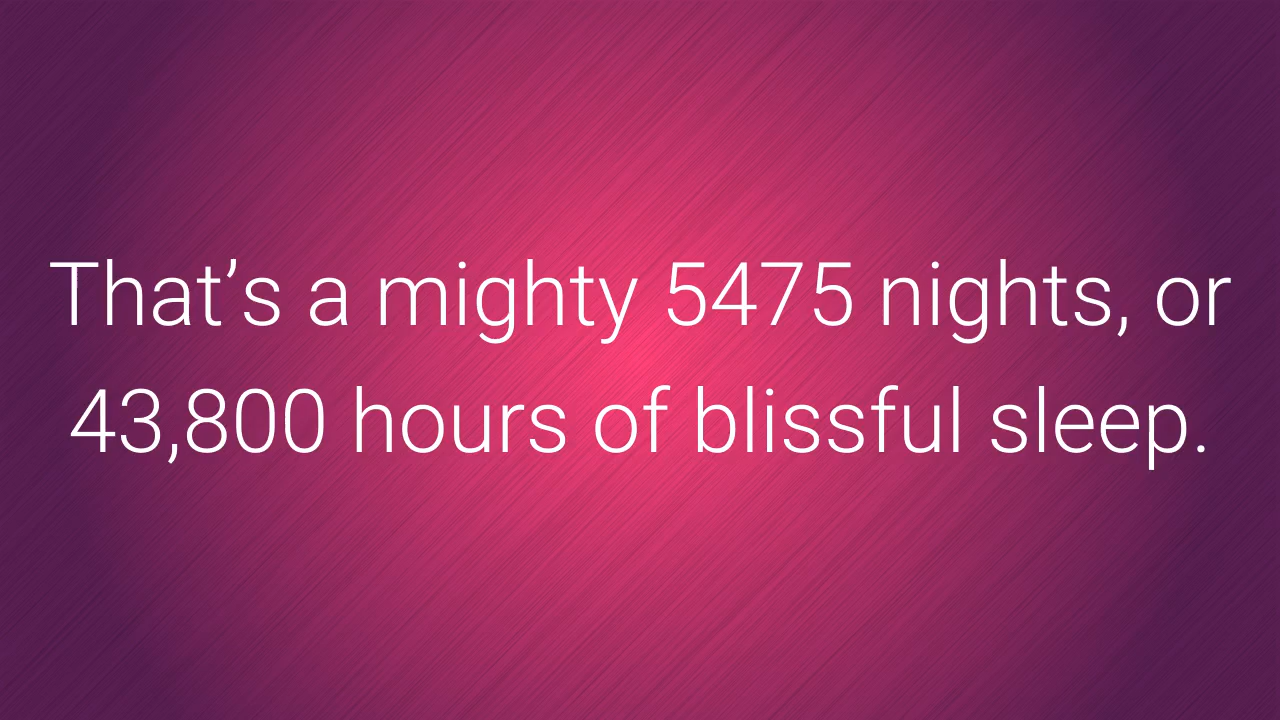 That’s a mighty 5475 nights, or
43,800 hours of blissful sleep.